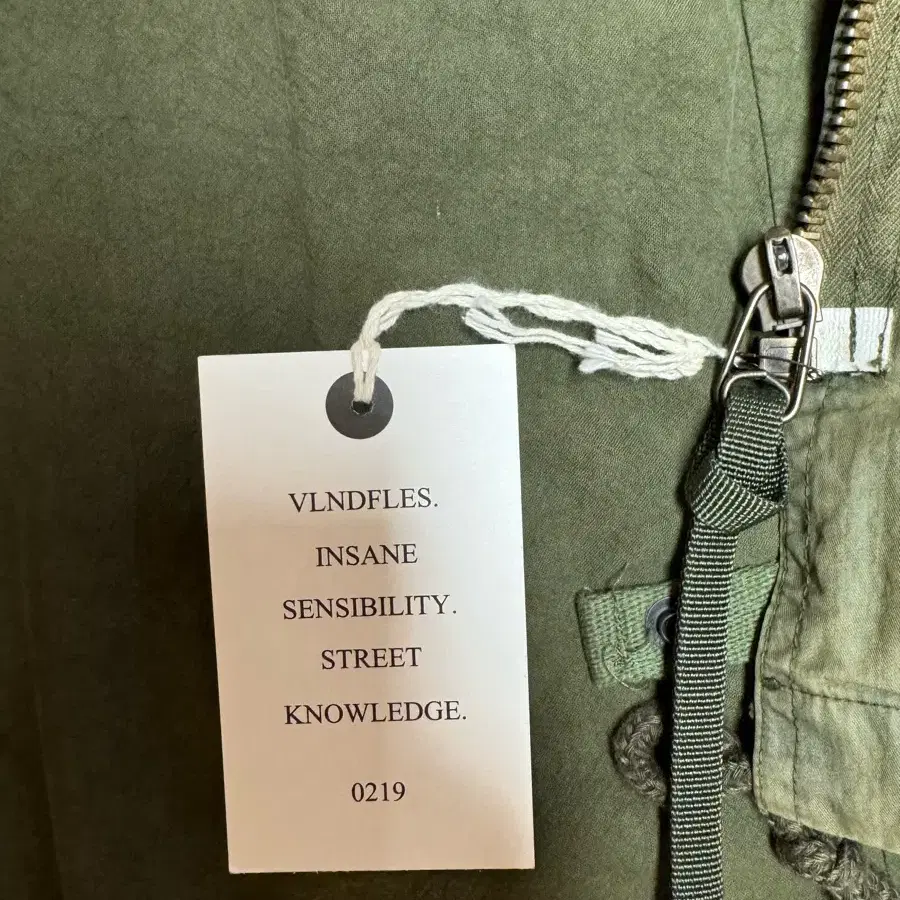 VLNDFLES.
INSANE
SENSIBILITY.
STREET
KNOWLEDGE.
0219